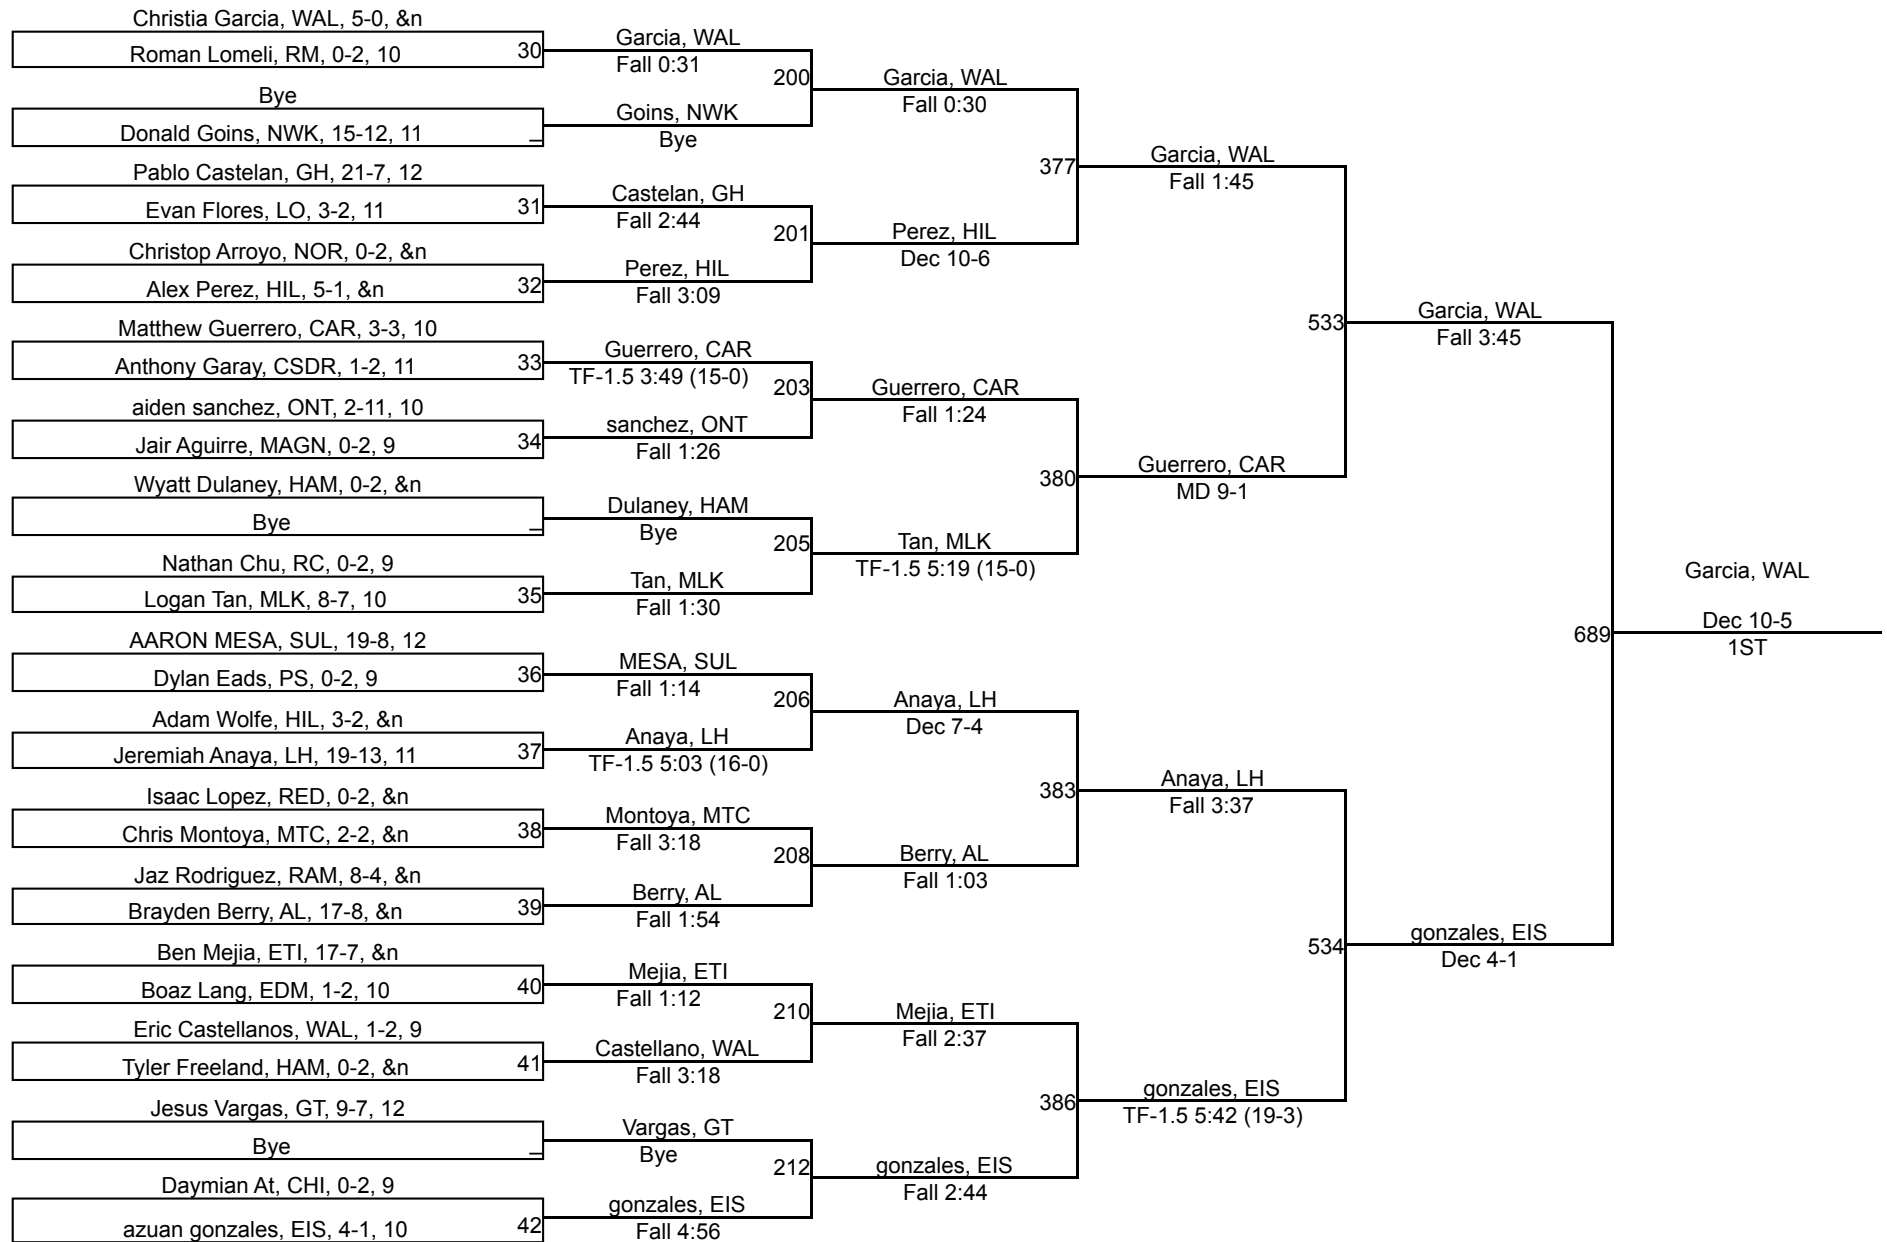 Christia Garcia, WAL, 5-0, &n
Roman Lomeli, RM, 0-2, 10
30
Bye
Donald Goins, NWK, 15-12, 11
_
Pablo Castelan, GH, 21-7, 12
Evan Flores, LO, 3-2, 11
31
Christop Arroyo, NOR, 0-2, &n
Alex Perez, HIL, 5-1, &n
32
Matthew Guerrero, CAR, 3-3, 10
Anthony Garay, CSDR, 1-2, 11
33
aiden sanchez, ONT, 2-11, 10
Jair Aguirre, MAGN, 0-2, 9
34
Wyatt Dulaney, HAM, 0-2, &n
Bye
_
Nathan Chu, RC, 0-2, 9
Logan Tan, MLK, 8-7, 10
35
AARON MESA, SUL, 19-8, 12
Dylan Eads, PS, 0-2, 9
36
Adam Wolfe, HIL, 3-2, &n
Jeremiah Anaya, LH, 19-13, 11
37
Isaac Lopez, RED, 0-2, &n
Chris Montoya, MTC, 2-2, &n
38
Jaz Rodriguez, RAM, 8-4, &n
Brayden Berry, AL, 17-8, &n
39
Ben Mejia, ETI, 17-7, &n
Boaz Lang, EDM, 1-2, 10
40
Eric Castellanos, WAL, 1-2, 9
Tyler Freeland, HAM, 0-2, &n
41
Jesus Vargas, GT, 9-7, 12
Bye
_
Daymian At, CHI, 0-2, 9
azuan gonzales, EIS, 4-1, 10
42
Garcia, WAL
Fall 0:31
200
Goins, NWK
Bye
Castelan, GH
Fall 2:44
201
Perez, HIL
Fall 3:09
Guerrero, CAR
TF-1.5 3:49 (15-0)
203
sanchez, ONT
Fall 1:26
Dulaney, HAM
Bye
205
Tan, MLK
Fall 1:30
MESA, SUL
Fall 1:14
206
Anaya, LH
TF-1.5 5:03 (16-0)
Montoya, MTC
Fall 3:18
208
Berry, AL
Fall 1:54
Mejia, ETI
Fall 1:12
210
Castellano, WAL
Fall 3:18
Vargas, GT
Bye
212
gonzales, EIS
Fall 4:56
Garcia, WAL
Fall 0:30
377
Perez, HIL
Dec 10-6
Guerrero, CAR
Fall 1:24
380
Tan, MLK
TF-1.5 5:19 (15-0)
Anaya, LH
Dec 7-4
383
Berry, AL
Fall 1:03
Mejia, ETI
Fall 2:37
386
gonzales, EIS
Fall 2:44
Garcia, WAL
Fall 1:45
533
Guerrero, CAR
MD 9-1
Anaya, LH
Fall 3:37
534
gonzales, EIS
TF-1.5 5:42 (19-3)
Garcia, WAL
Fall 3:45
689
gonzales, EIS
Dec 4-1
Garcia, WAL
Dec 10-5
1ST